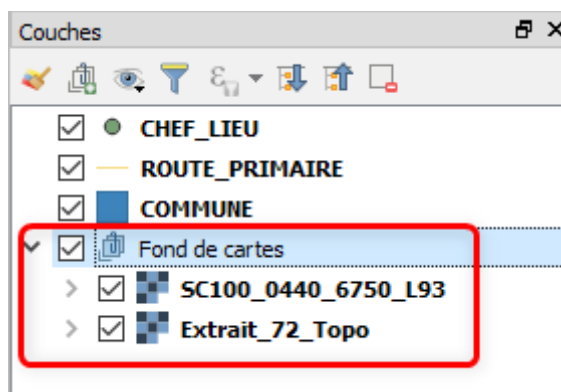 Couches
CHEF_LIEU
ROUTE_PRIMAIRE
COMMUNE
Fond de cartes
SC100_0440_6750_L93
Extrait_72_Topo